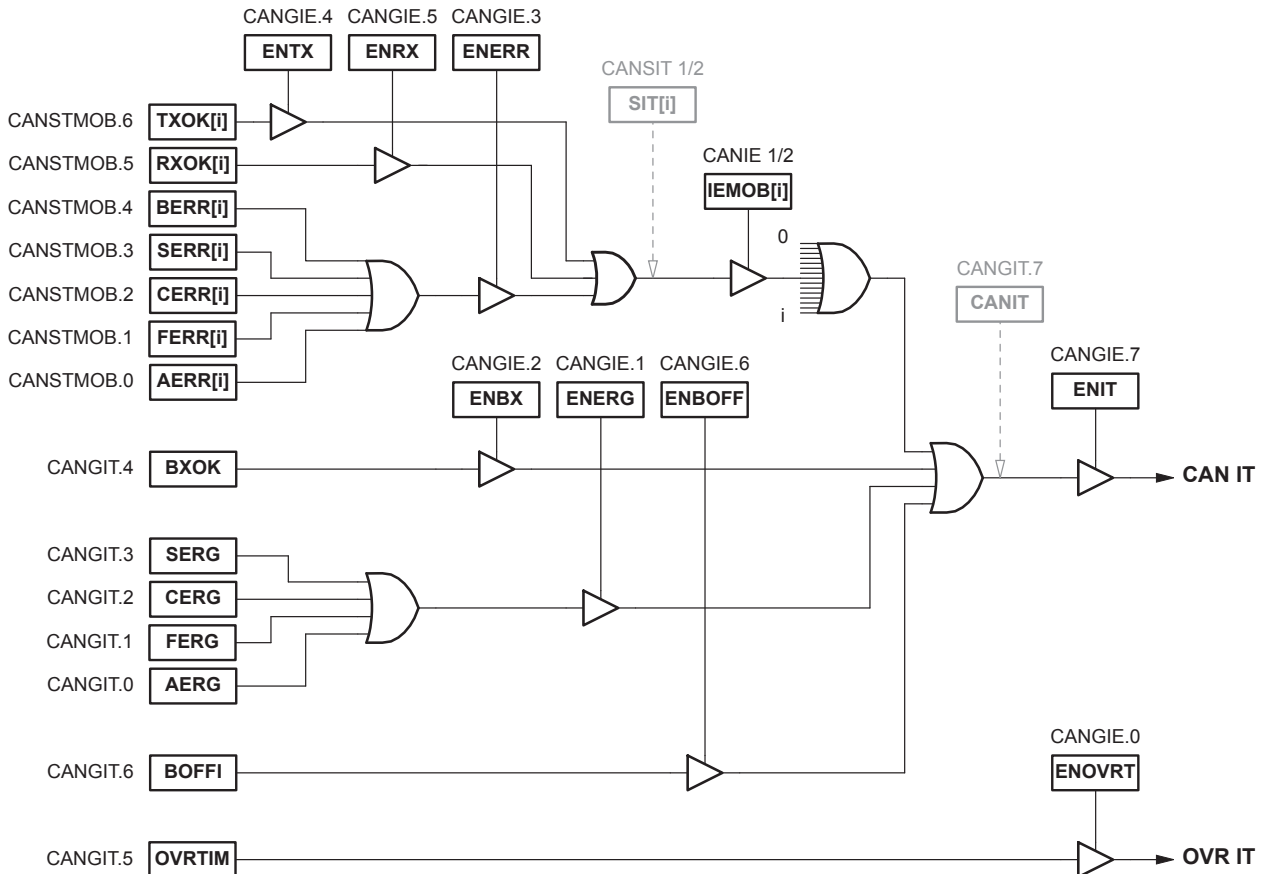 CANGIE.4 CANGIE.5 CANGIE.3
ENTX ENRX ENERR
CANSIT 1/2
SIT[i]
CANSTMOB.6 TXOK[i]
CANSTMOB.5 RXOK[i]
CANIE 1/2
IEMOB[i]
CANSTMOB.4 BERR[i]
CANSTMOB.3 SERR[i]
0
CANSTMOB.2 CERR[i]
i
CANGIT.7
CANIT
CANSTMOB.1 FERR[i]
CANSTMOB.0 AERR[i]
CANGIE.2 CANGIE.1 CANGIE.6
ENBX ENERG ENBOFF
CANGIE.7
ENIT
CANGIT.4 BXOK
CAN IT
CANGIT.3 SERG
CANGIT.2 CERG
CANGIT.1 FERG
CANGIT.0 AERG
CANGIT.6 BOFFI
CANGIE.0
ENOVRT
CANGIT.5 OVRTIM
OVR IT